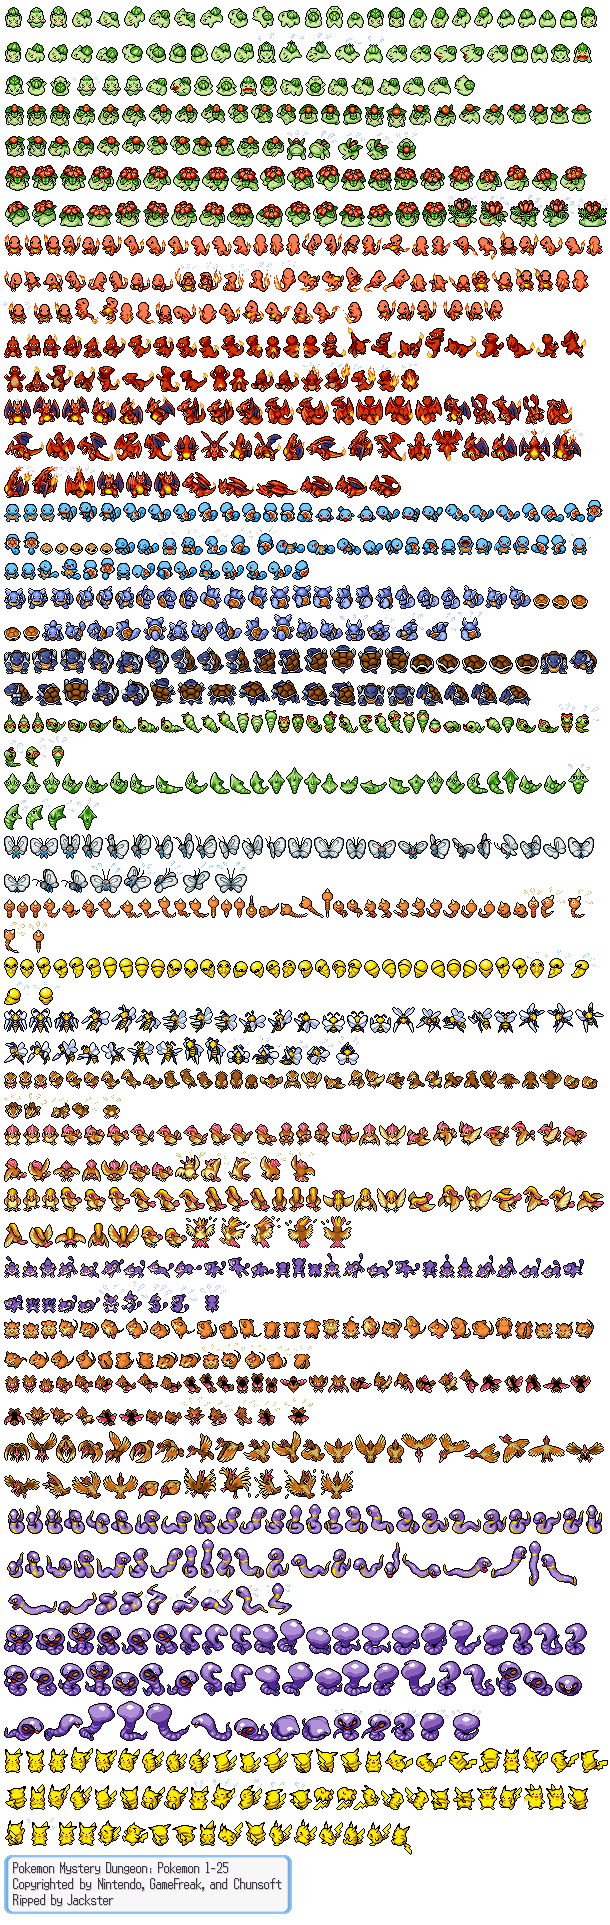 Pokemon Mystery Dungeon: Pokemon 1-25
Copyrighted by Nintendo, GameFreak, and Chunsoft
Ripped by Jackster